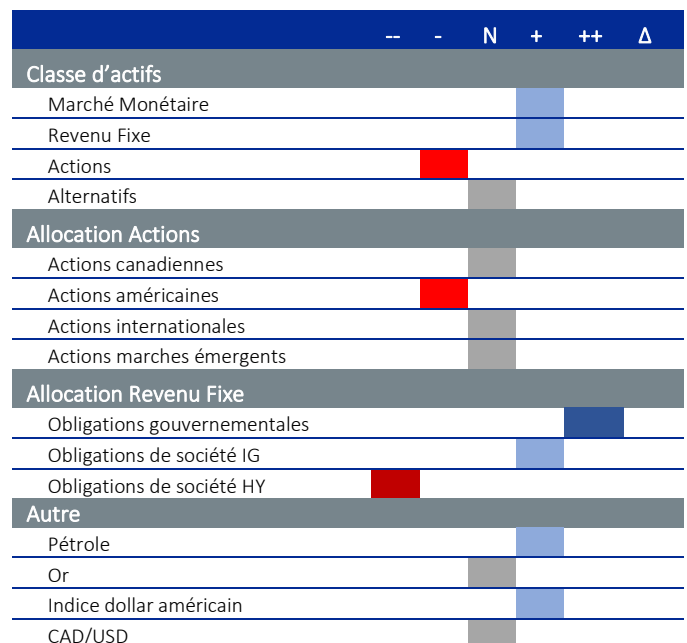 -- - N + ++ Δ
Classe d’actifs
Marché Monétaire
Revenu Fixe
Actions
Alternatifs
Allocation Actions
Actions canadiennes
Actions américaines
Actions internationales
Actions marches émergents
Allocation Revenu Fixe
Obligations gouvernementales
Obligations de société IG
Obligations de société HY
Autre
Pétrole
Or
Indice dollar américain
CAD/USD